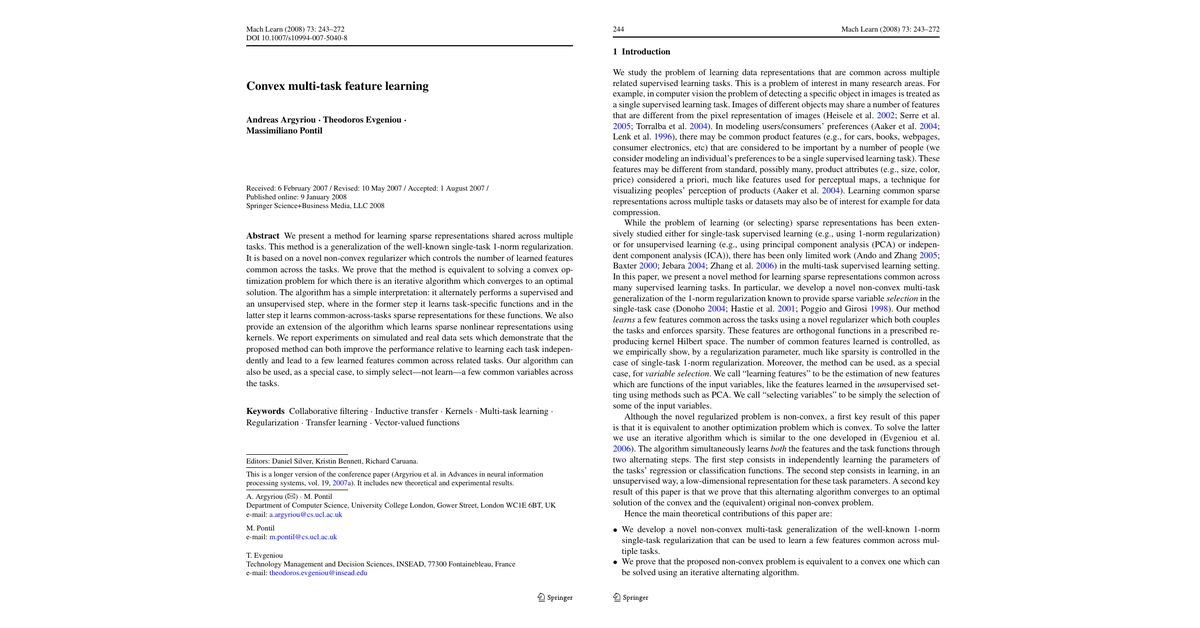 Mach Learn (2008) 73: 243–272
DOI 10.1007/s10994-007-5040-8
Convex multi-task feature learning
Andreas Argyriou · Theodoros Evgeniou ·
Massimiliano Pontil
Received: 6 February 2007 / Revised: 10 May 2007 / Accepted: 1 August 2007 /
Published online: 9 January 2008
Springer Science+Business Media, LLC 2008
Abstract We present a method for learning sparse representations shared across multiple
tasks. This method is a generalization of the well-known single-task 1-norm regularization.
It is based on a novel non-convex regularizer which controls the number of learned features
common across the tasks. We prove that the method is equivalent to solving a convex op-
timization problem for which there is an iterative algorithm which converges to an optimal
solution. The algorithm has a simple interpretation: it alternately performs a supervised and
an unsupervised step, where in the former step it learns task-specific functions and in the
latter step it learns common-across-tasks sparse representations for these functions. We also
provide an extension of the algorithm which learns sparse nonlinear representations using
kernels. We report experiments on simulated and real data sets which demonstrate that the
proposed method can both improve the performance relative to learning each task indepen-
dently and lead to a few learned features common across related tasks. Our algorithm can
also be used, as a special case, to simply select—not learn—a few common variables across
the tasks.
Keywords Collaborative filtering · Inductive transfer · Kernels · Multi-task learning ·
Regularization · Transfer learning · Vector-valued functions
Editors: Daniel Silver, Kristin Bennett, Richard Caruana.
This is a longer version of the conference paper (Argyriou et al. in Advances in neural information
processing systems, vol. 19, 2007a). It includes new theoretical and experimental results.
A. Argyriou (✉) · M. Pontil
Department of Computer Science, University College London, Gower Street, London WC1E 6BT, UK
e-mail: a.argyriou@cs.ucl.ac.uk
M. Pontil
e-mail: m.pontil@cs.ucl.ac.uk
T. Evgeniou
Technology Management and Decision Sciences, INSEAD, 77300 Fontainebleau, France
e-mail: theodoros.evgeniou@insead.edu
Springer
244 Mach Learn (2008) 73: 243–272
1 Introduction
We study the problem of learning data representations that are common across multiple
related supervised learning tasks. This is a problem of interest in many research areas. For
example, in computer vision the problem of detecting a specific object in images is treated as
a single supervised learning task. Images of different objects may share a number of features
that are different from the pixel representation of images (Heisele et al. 2002; Serre et al.
2005; Torralba et al. 2004). In modeling users/consumers' preferences (Aaker et al. 2004;
Lenk et al. 1996), there may be common product features (e.g., for cars, books, webpages,
consumer electronics, etc) that are considered to be important by a number of people (we
consider modeling an individual's preferences to be a single supervised learning task). These
features may be different from standard, possibly many, product attributes (e.g., size, color,
price) considered a priori, much like features used for perceptual maps, a technique for
visualizing peoples' perception of products (Aaker et al. 2004). Learning common sparse
representations across multiple tasks or datasets may also be of interest for example for data
compression.
While the problem of learning (or selecting) sparse representations has been exten-
sively studied either for single-task supervised learning (e.g., using 1-norm regularization)
or for unsupervised learning (e.g., using principal component analysis (PCA) or indepen-
dent component analysis (ICA)), there has been only limited work (Ando and Zhang 2005;
Baxter 2000; Jebara 2004; Zhang et al. 2006) in the multi-task supervised learning setting.
In this paper, we present a novel method for learning sparse representations common across
many supervised learning tasks. In particular, we develop a novel non-convex multi-task
generalization of the 1-norm regularization known to provide sparse variable selection in the
single-task case (Donoho 2004; Hastie et al. 2001; Poggio and Girosi 1998). Our method
learns a few features common across the tasks using a novel regularizer which both couples
the tasks and enforces sparsity. These features are orthogonal functions in a prescribed re-
producing kernel Hilbert space. The number of common features learned is controlled, as
we empirically show, by a regularization parameter, much like sparsity is controlled in the
case of single-task 1-norm regularization. Moreover, the method can be used, as a special
case, for variable selection. We call “learning features” to be the estimation of new features
which are functions of the input variables, like the features learned in the unsupervised set-
ting using methods such as PCA. We call “selecting variables” to be simply the selection of
some of the input variables.
Although the novel regularized problem is non-convex, a first key result of this paper
is that it is equivalent to another optimization problem which is convex. To solve the latter
we use an iterative algorithm which is similar to the one developed in (Evgeniou et al.
2006). The algorithm simultaneously learns both the features and the task functions through
two alternating steps. The first step consists in independently learning the parameters of
the tasks' regression or classification functions. The second step consists in learning, in an
unsupervised way, a low-dimensional representation for these task parameters. A second key
result of this paper is that we prove that this alternating algorithm converges to an optimal
solution of the convex and the (equivalent) original non-convex problem.
Hence the main theoretical contributions of this paper are:
• We develop a novel non-convex multi-task generalization of the well-known 1-norm
single-task regularization that can be used to learn a few features common across mul-
tiple tasks.
• We prove that the proposed non-convex problem is equivalent to a convex one which can
be solved using an iterative alternating algorithm.
Springer